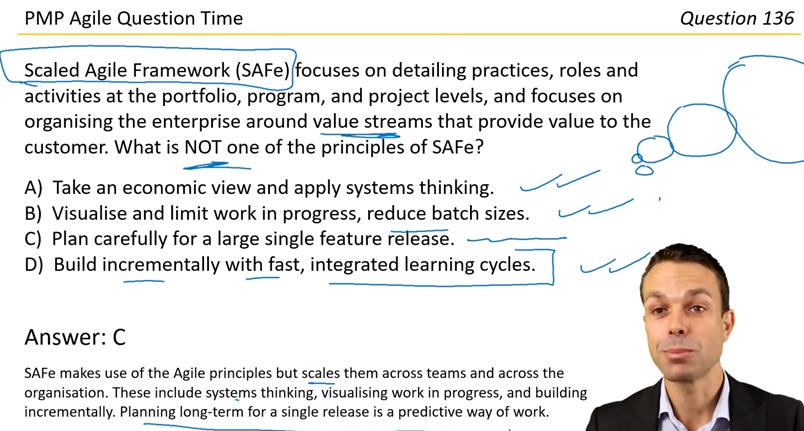 PMP Agile Question Time
Question 136
Scaled Agile Framework (SAFe) focuses on detailing practices, roles and
activities at the portfolio, program, and project levels, and focuses on
organising the enterprise around value streams that provide value to the
customer. What is NOT one of the principles of SAFe?
A) Take an economic view and apply systems thinking.
B) Visualise and limit work in progress, reduce batch sizes.
C) Plan carefully for a large single feature release.
D) Build incrementally with fast, integrated learning cycles.
Answer: C
SAFe makes use of the Agile principles but scales them across teams and across the
organisation. These include systems thinking, visualising work in progress, and building
incrementally. Planning long-term for a single release is a predictive way of work.